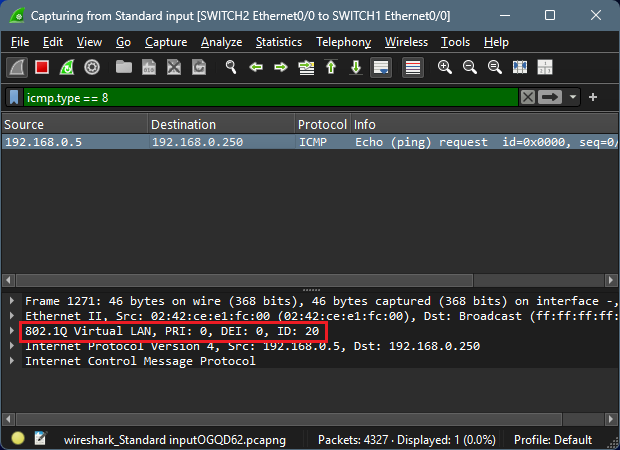 Capturing from Standard input [SWITCH2 Ethernet0/0 to SWITCH1 Ethernet0/0]
File Edit View Go Capture Analyze Statistics Telephony Wireless Tools Help
icmp.type == 8
Source Destination Protocol Info
192.168.0.5 192.168.0.250 ICMP Echo (ping) request id=0x0000, seq=0/
Frame 1271: 46 bytes on wire (368 bits), 46 bytes captured (368 bits) on interface -,
Ethernet II, Src: 02:42:ce:e1:fc:00 (02:42:ce:e1:fc:00), Dst: Broadcast (ff:ff:ff:ff:
802.1Q Virtual LAN, PRI: 0, DEI: 0, ID: 20
Internet Protocol Version 4, Src: 192.168.0.5, Dst: 192.168.0.250
Internet Control Message Protocol
wireshark_Standard inputOGQD62.pcapng Packets: 4327 · Displayed: 1 (0.0%) Profile: Default